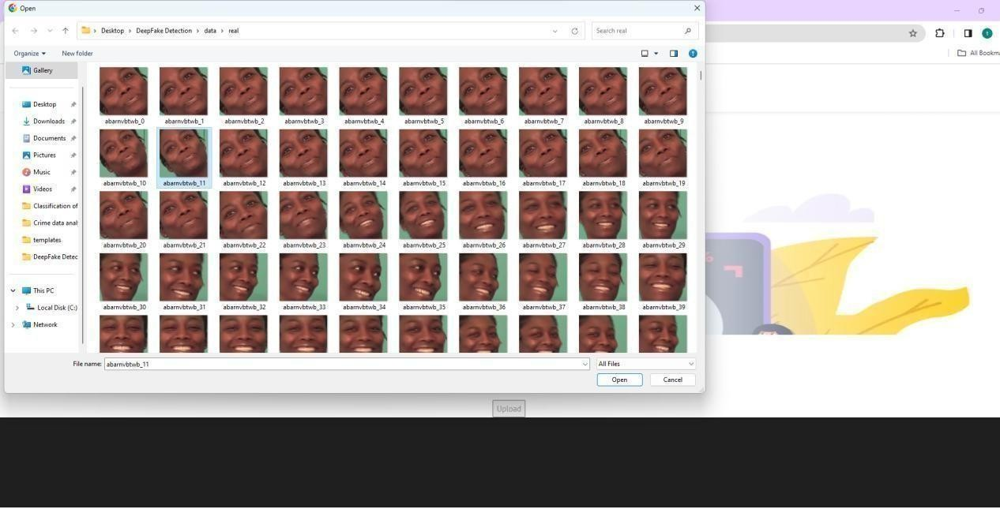 Open
Desktop > DeepFake Detection > data > real
Search real
Organize
New folder
Gallery
Desktop
Downloads
Documents
Pictures
Music
Videos
Classification of
Crime data anal
templates
DeepFake Detec
This PC
Local Disk (C:)
Network
abarnvbtwb_0 abarnvbtwb_1 abarnvbtwb_2 abarnvbtwb_3 abarnvbtwb_4 abarnvbtwb_5 abarnvbtwb_6 abarnvbtwb_7 abarnvbtwb_8 abarnvbtwb_9
abarnvbtwb_10 abarnvbtwb_11 abarnvbtwb_12 abarnvbtwb_13 abarnvbtwb_14 abarnvbtwb_15 abarnvbtwb_16 abarnvbtwb_17 abarnvbtwb_18 abarnvbtwb_19
abarnvbtwb_20 abarnvbtwb_21 abarnvbtwb_22 abarnvbtwb_23 abarnvbtwb_24 abarnvbtwb_25 abarnvbtwb_26 abarnvbtwb_27 abarnvbtwb_28 abarnvbtwb_29
abarnvbtwb_30 abarnvbtwb_31 abarnvbtwb_32 abarnvbtwb_33 abarnvbtwb_34 abarnvbtwb_35 abarnvbtwb_36 abarnvbtwb_37 abarnvbtwb_38 abarnvbtwb_39
File name: abarnvbtwb_11
All Files
Open
Cancel
All Bookma
Upload